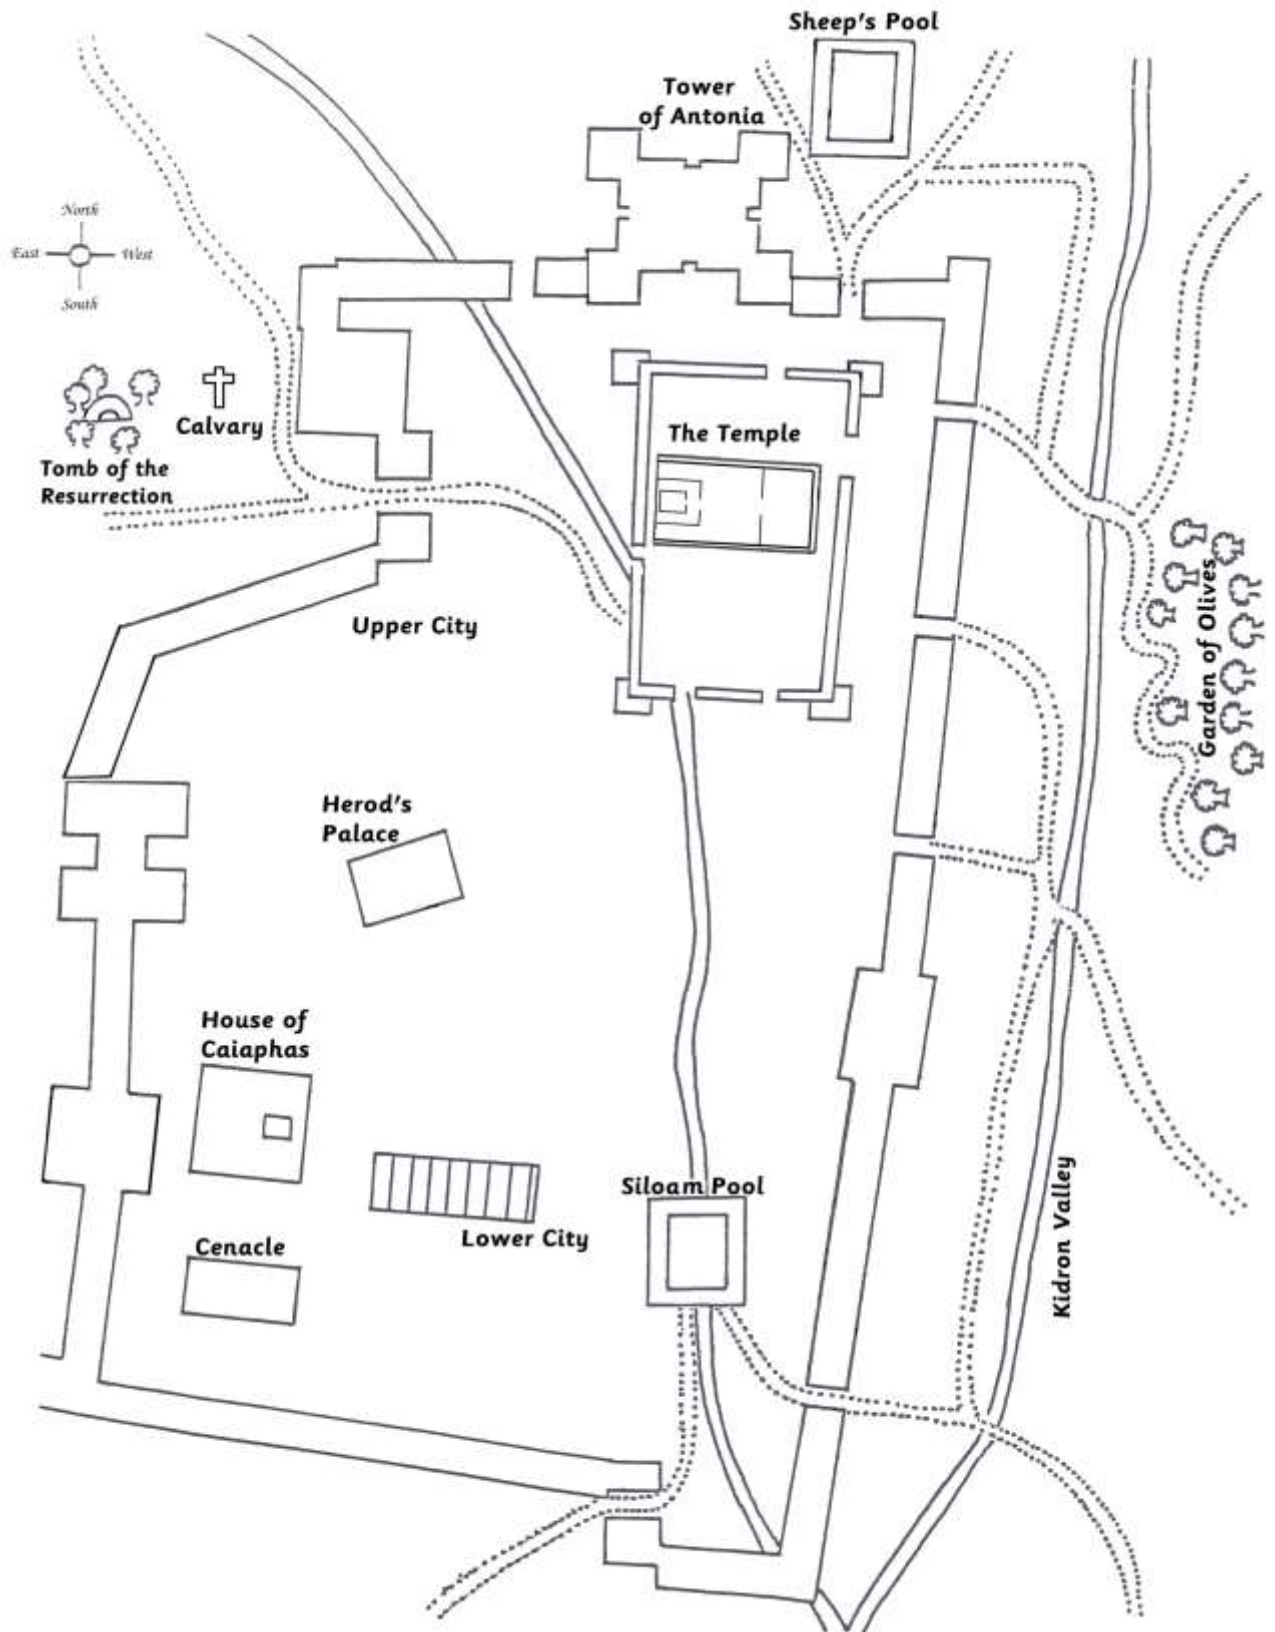 Sheep's Pool
Tower
of Antonia
North
East
West
South
Calvary
Tomb of the
Resurrection
The Temple
Upper City
Garden of Olives
Herod's
Palace
House of
Caiaphas
Siloam Pool
Lower City
Cenacle
Kidron Valley